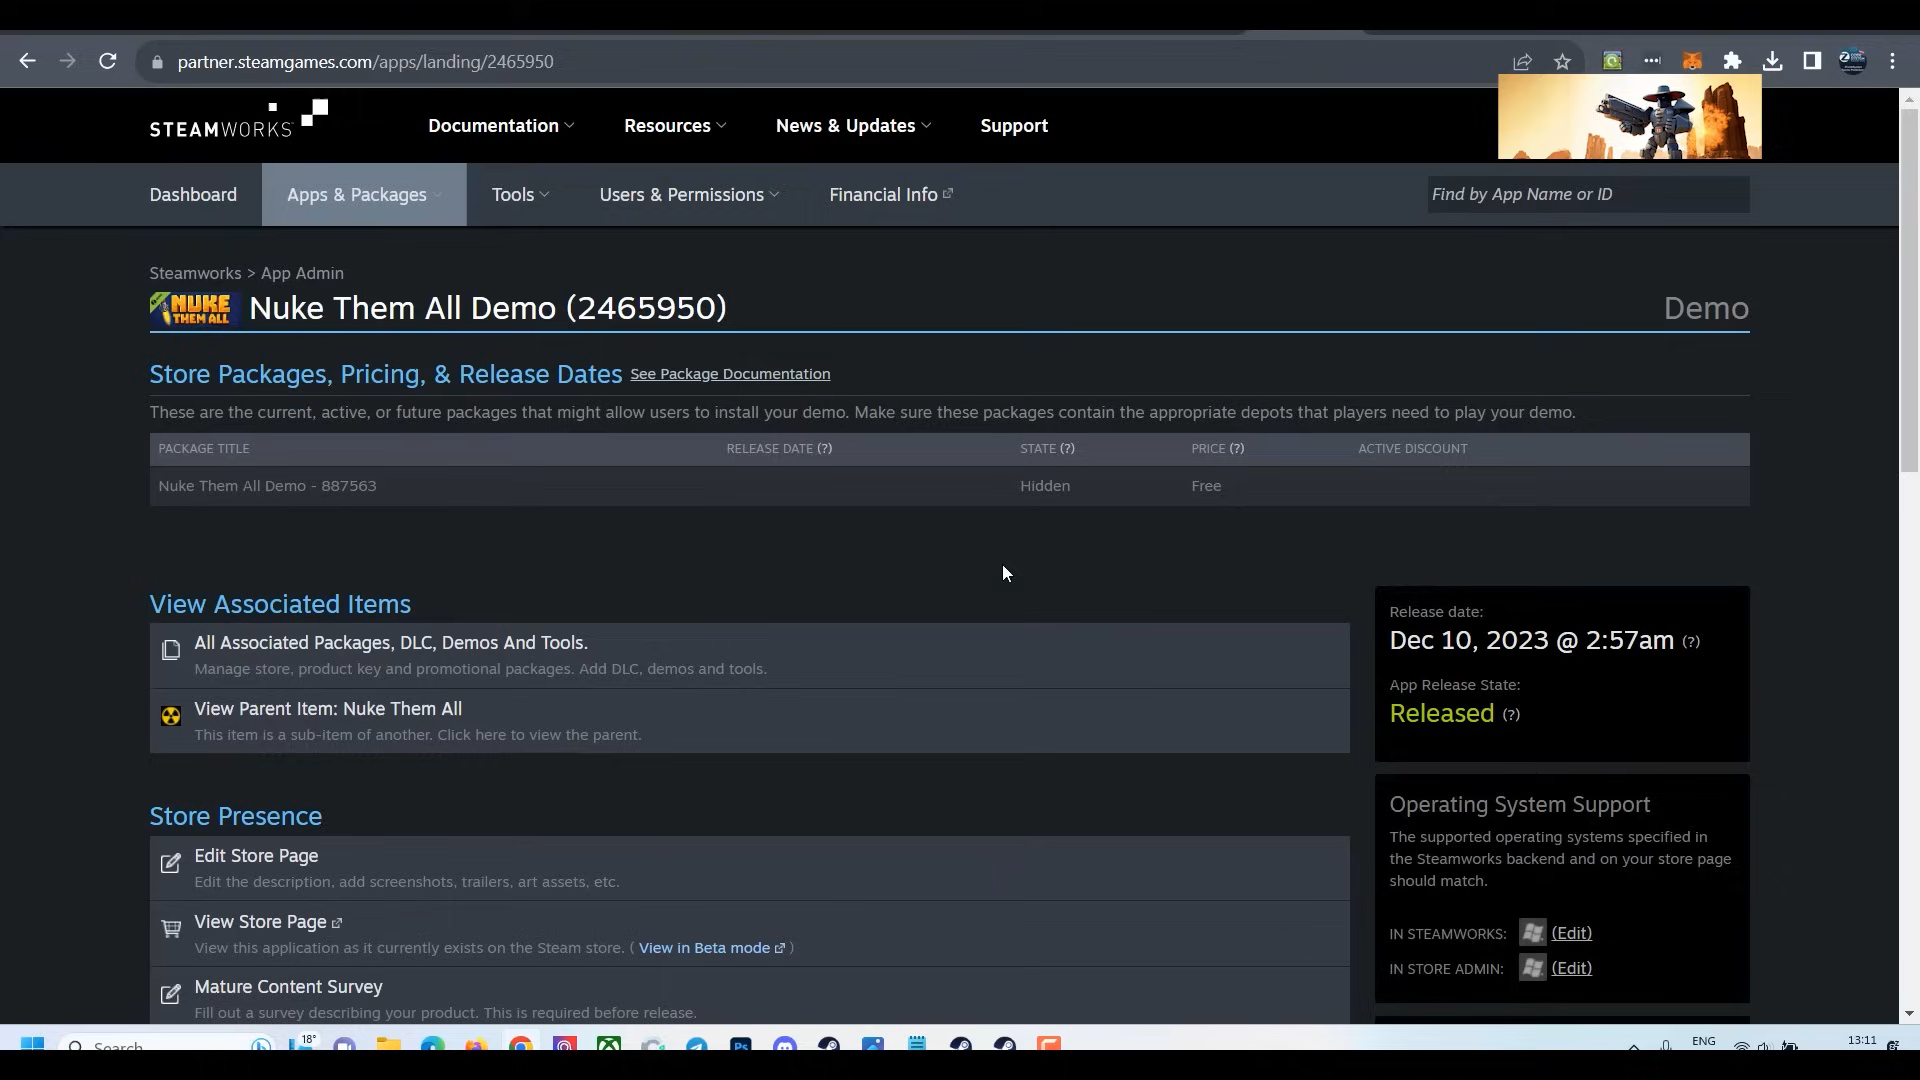 partner.steamgames.com/apps/landing/2465950
STEAMWORKS
Documentation
Resources
News & Updates
Support
Dashboard
Apps & Packages
Tools
Users & Permissions
Financial Info
Find by App Name or ID
Steamworks > App Admin
NUKE THEM ALL
Nuke Them All Demo (2465950)
Demo
Store Packages, Pricing, & Release Dates See Package Documentation
These are the current, active, or future packages that might allow users to install your demo. Make sure these packages contain the appropriate depots that players need to play your demo.
PACKAGE TITLE RELEASE DATE (?) STATE (?) PRICE (?) ACTIVE DISCOUNT
Nuke Them All Demo - 887563 Hidden Free
View Associated Items
All Associated Packages, DLC, Demos And Tools.
Manage store, product key and promotional packages. Add DLC, demos and tools.
View Parent Item: Nuke Them All
This item is a sub-item of another. Click here to view the parent.
Store Presence
Edit Store Page
Edit the description, add screenshots, trailers, art assets, etc.
View Store Page
View this application as it currently exists on the Steam store. ( View in Beta mode )
Mature Content Survey
Fill out a survey describing your product. This is required before release.
Release date:
Dec 10, 2023 @ 2:57am (?)
App Release State:
Released (?)
Operating System Support
The supported operating systems specified in
the Steamworks backend and on your store page
should match.
IN STEAMWORKS: (Edit)
IN STORE ADMIN: (Edit)
Search
18°
Ps
ENG
13:11